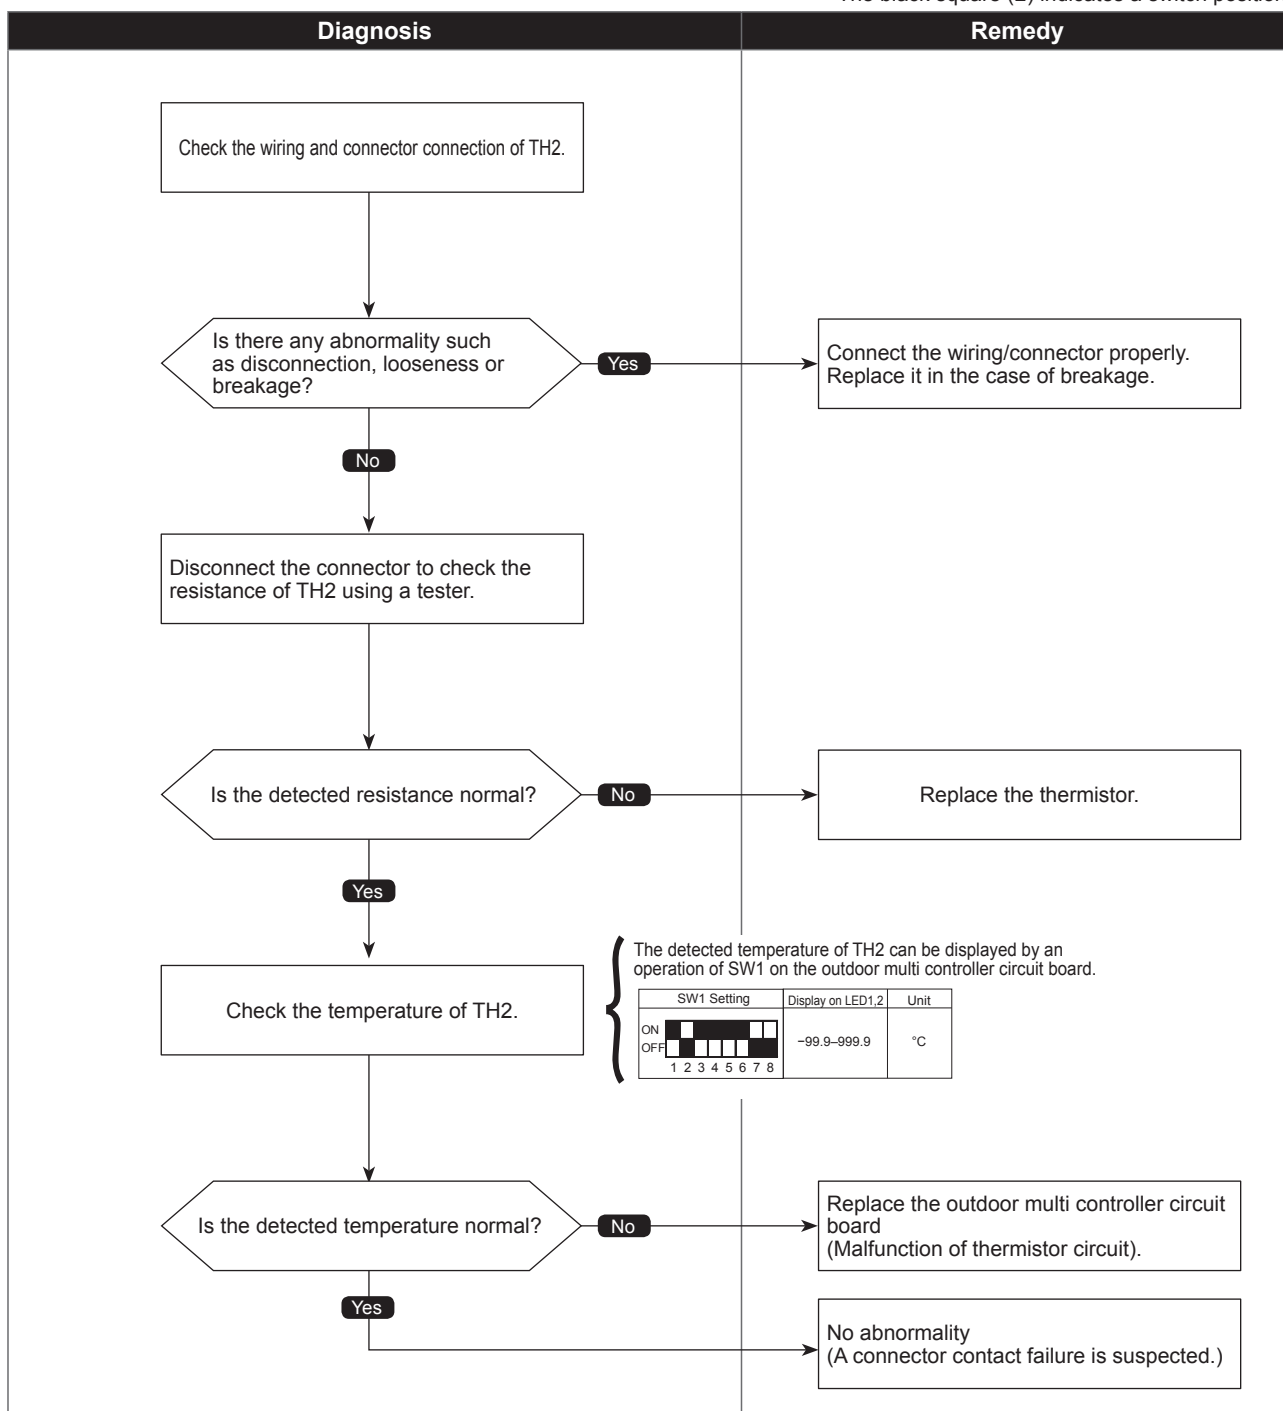 The black square (■) indicates a switch position
Diagnosis
Remedy
Check the wiring and connector connection of TH2.
Is there any abnormality such
as disconnection, looseness or
breakage?
Yes
Connect the wiring/connector properly.
Replace it in the case of breakage.
No
Disconnect the connector to check the
resistance of TH2 using a tester.
Is the detected resistance normal?
No
Replace the thermistor.
Yes
Check the temperature of TH2.
The detected temperature of TH2 can be displayed by an
operation of SW1 on the outdoor multi controller circuit board.
SW1 Setting
Display on LED1,2
Unit
ON
OFF
1 2 3 4 5 6 7 8
−99.9–999.9
°C
Is the detected temperature normal?
No
Replace the outdoor multi controller circuit
board
(Malfunction of thermistor circuit).
Yes
No abnormality
(A connector contact failure is suspected.)